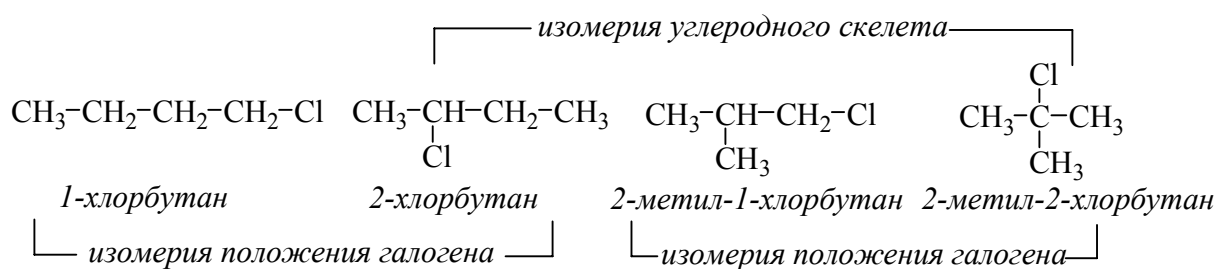 изомерия углеродного скелета
Cl
CH3-CH2-CH2-CH2-Cl CH3-CH-CH2-CH3 CH3-CH-CH2-Cl CH3-C-CH3
Cl CH3 CH3
1-хлорбутан 2-хлорбутан 2-метил-1-хлорбутан 2-метил-2-хлорбутан
изомерия положения галогена изомерия положения галогена